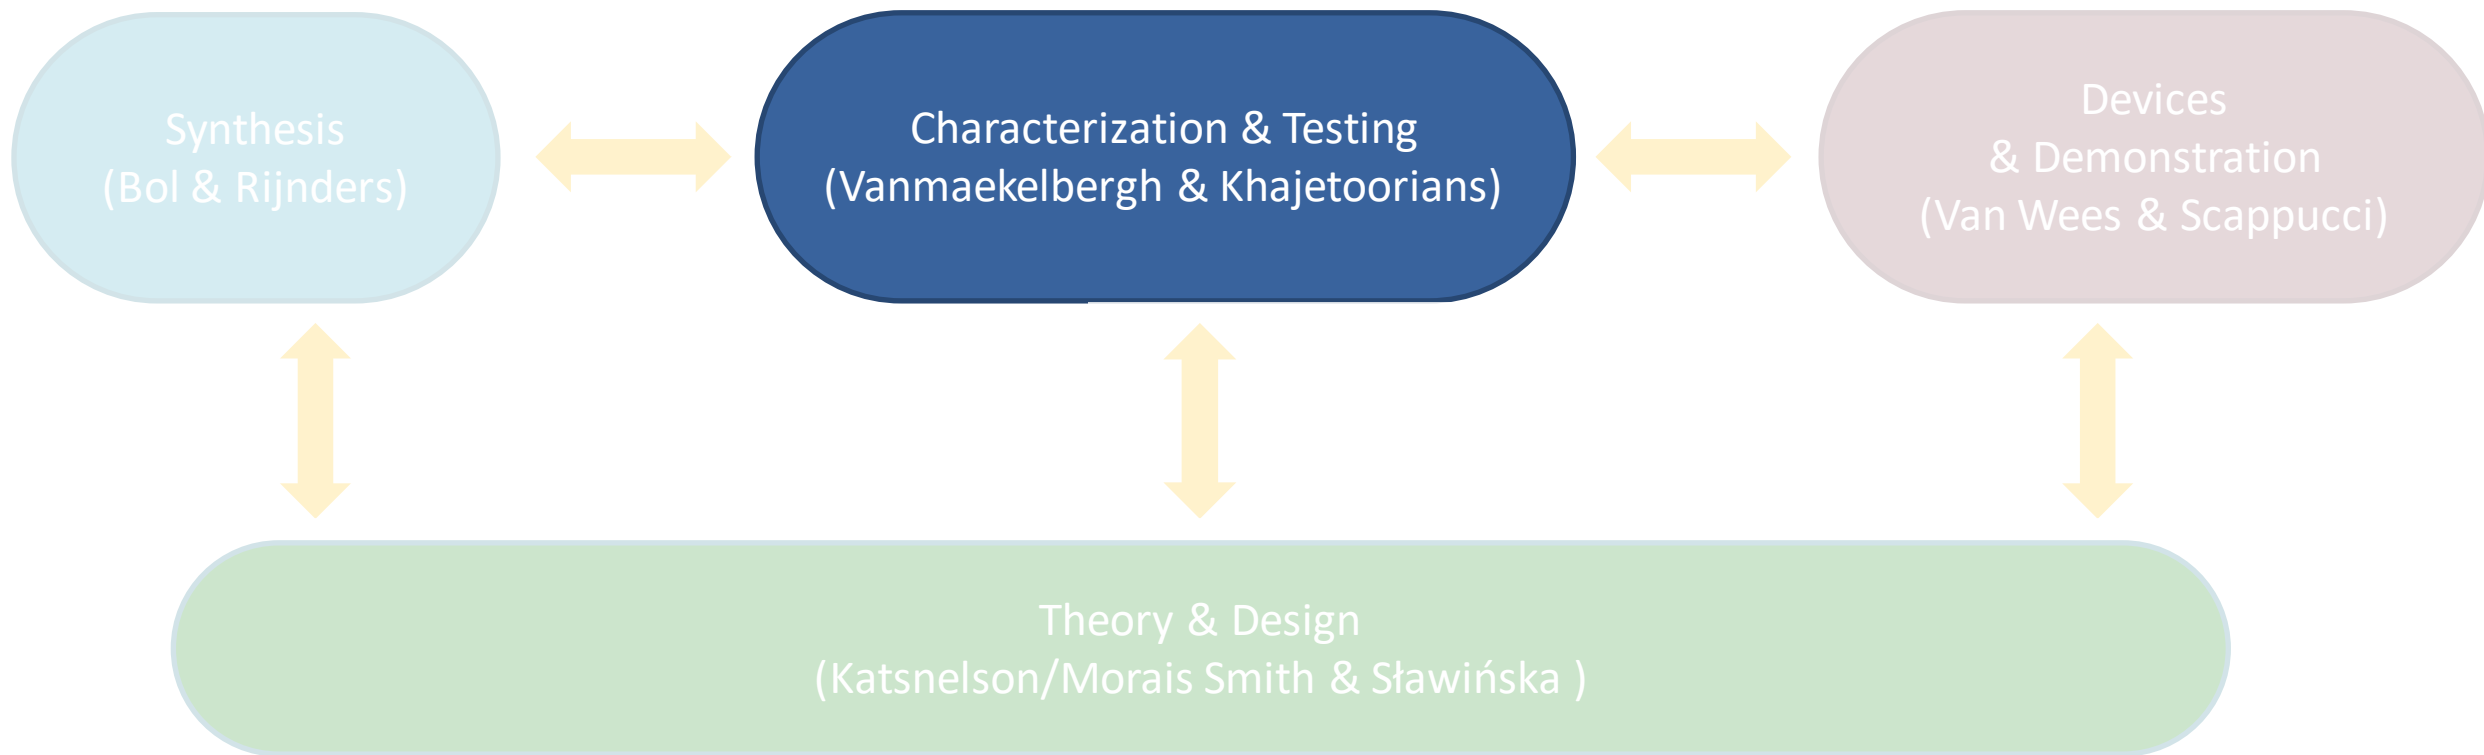 Synthesis
(Bol & Rijnders)
Characterization & Testing
(Vanmaekelbergh & Khajetoorians)
Devices
& Demonstration
(Van Wees & Scappucci)
Theory & Design
(Katsnelson/Morais Smith & Sławińska )